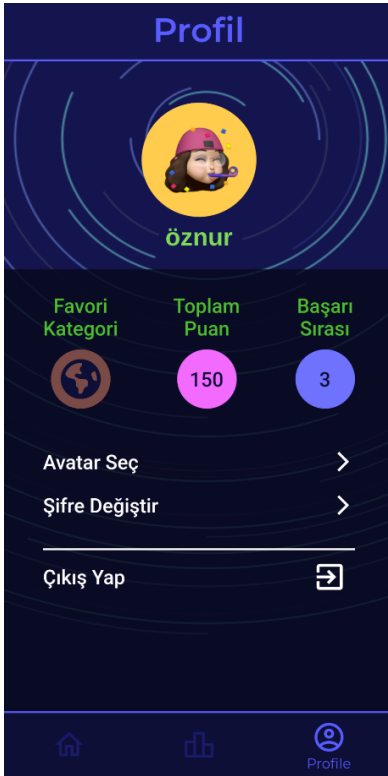 Profil
öznur
Favori Kategori
Toplam Puan
Başarı Sırası
150
3
Avatar Seç
Şifre Değiştir
Çıkış Yap
Profile